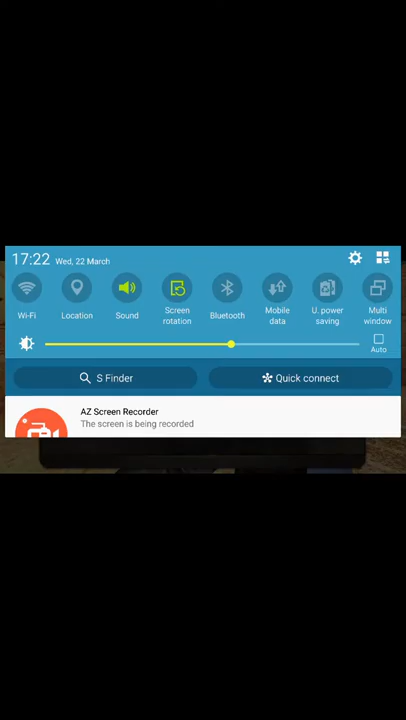 17:22 Wed, 22 March
Wi-Fi Location Sound Screen rotation Bluetooth Mobile data U. power saving Multi window
Auto
S Finder Quick connect
AZ Screen Recorder
The screen is being recorded